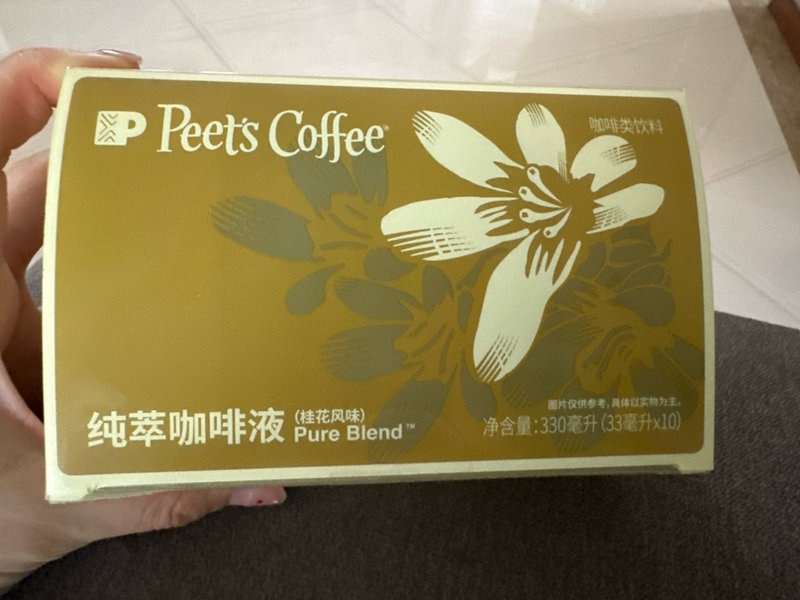 P Peet's Coffee®
咖啡类饮料
图片仅供参考，具体以实物为主。
纯萃咖啡液 (桂花风味)
Pure Blend™
净含量：330毫升 (33毫升x10)